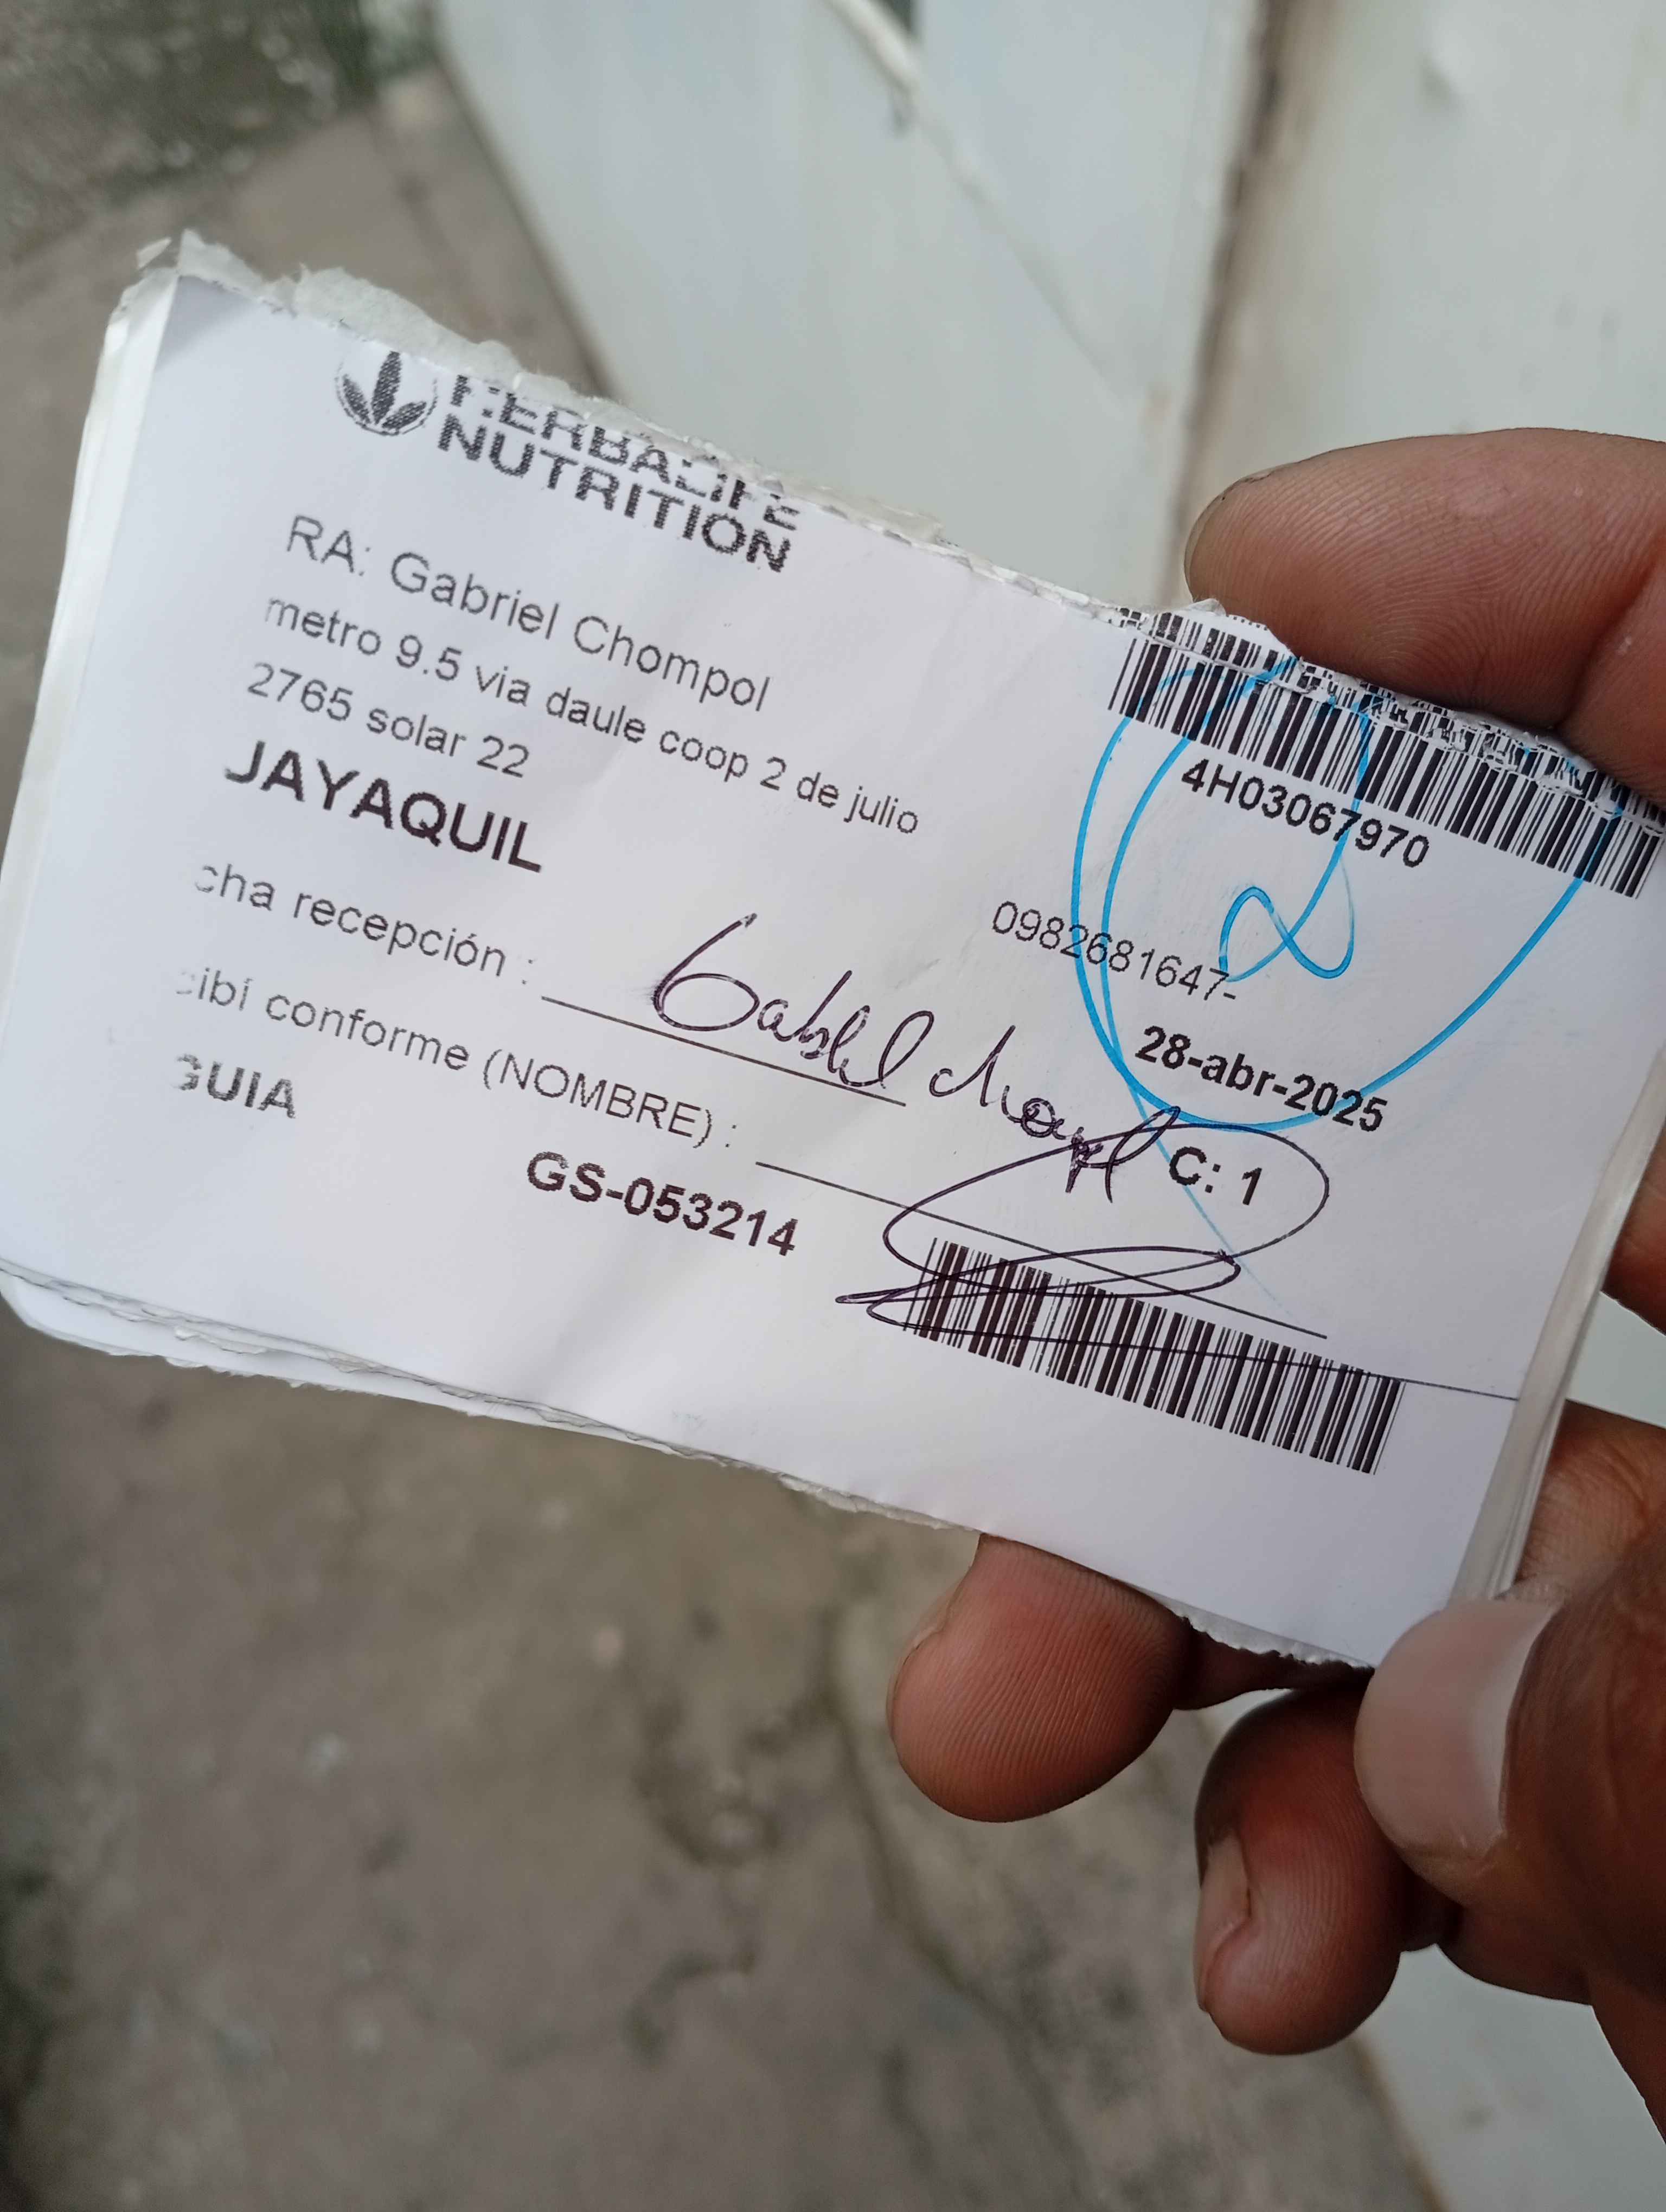 HERBALIFE
NUTRITION
4H03067970
RA: Gabriel Chompol
metro 9.5 via daule coop 2 de julio
2765 solar 22
0982681647-
JAYAQUIL
28-abr-2025
cha recepción :
C: 1
cibí conforme (NOMBRE) :
GUIA
GS-053214